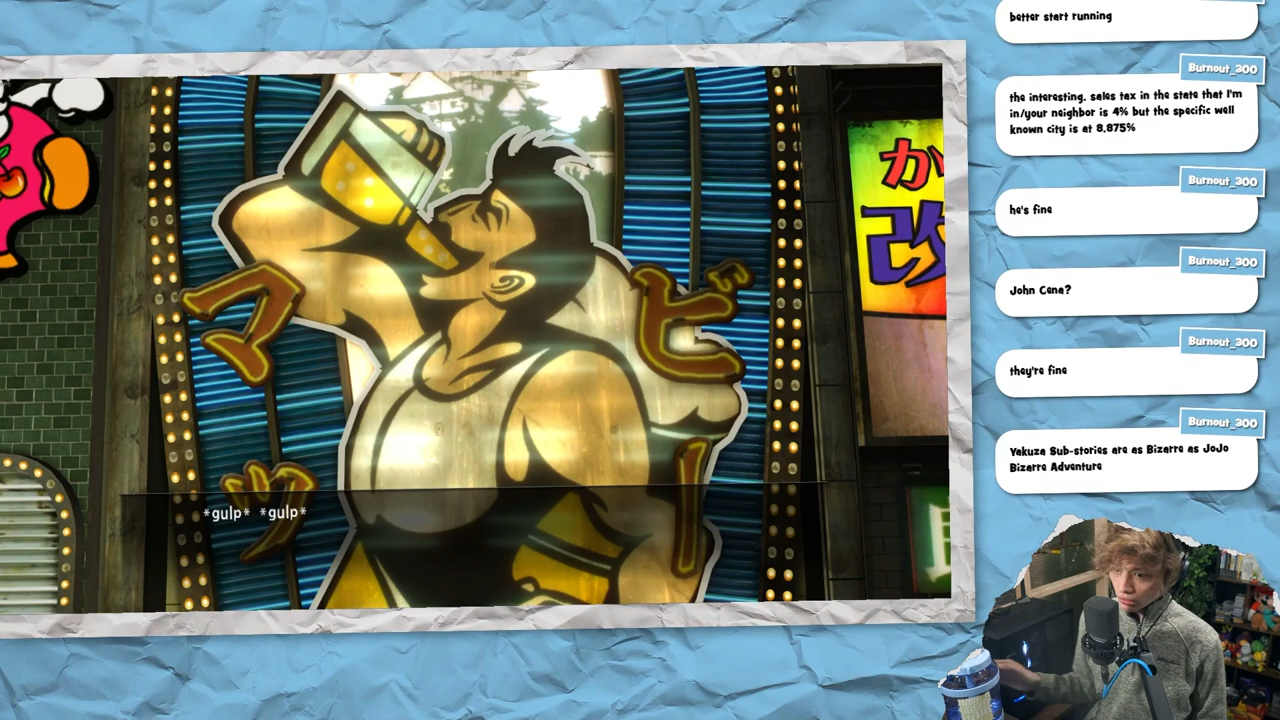 マッ
ビー
か
改
*gulp* *gulp*
better start running
Burnout_300
the interesting. sales tax in the state that I'm
in/your neighbor is 4% but the specific well
known city is at 8.875%
Burnout_300
he's fine
Burnout_300
John Cena?
Burnout_300
they're fine
Burnout_300
Yakuza Sub-stories are as Bizarre as JoJo
Bizarre Adventure